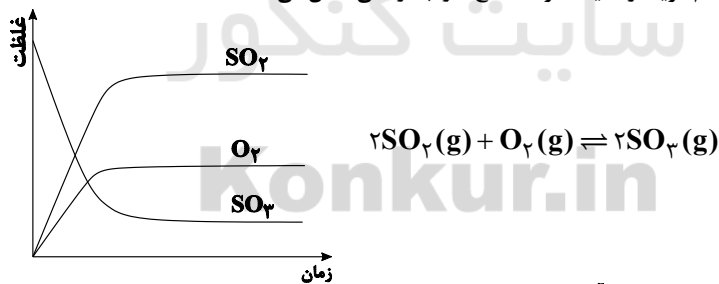 سایت کنکور
Konkur.in
غلظت
SO۲
O۲
SO۳
زمان
۲SO۲(g) + O۲(g) ⇌ ۲SO۳(g)